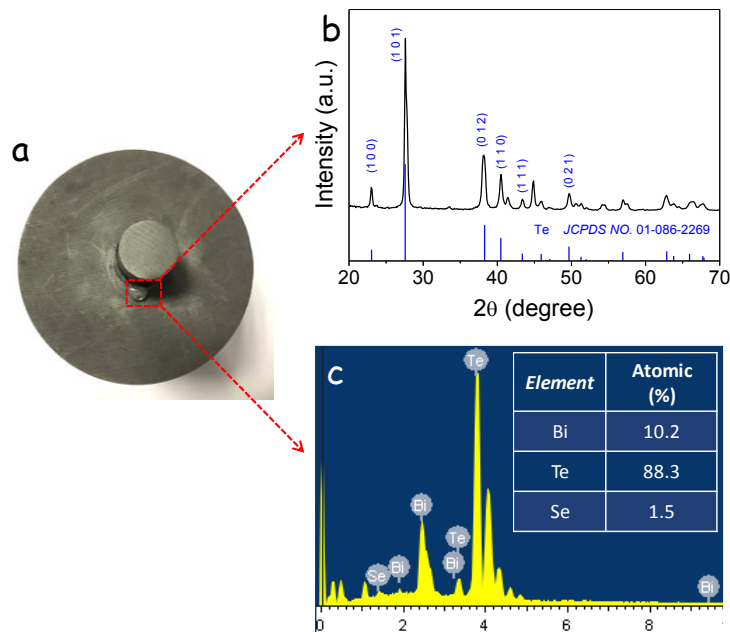 a
b
Intensity (a.u.)
(1 0 0)
(1 0 1)
(0 1 2)
(1 1 0)
(1 1 1)
(0 2 1)
Te JCPDS NO. 01-086-2269
20 30 40 50 60 70
2θ (degree)
c
Te
Bi
Te
Se
Bi
Bi
Bi
0 2 4 6 8
Element Atomic
(%)
Bi 10.2
Te 88.3
Se 1.5